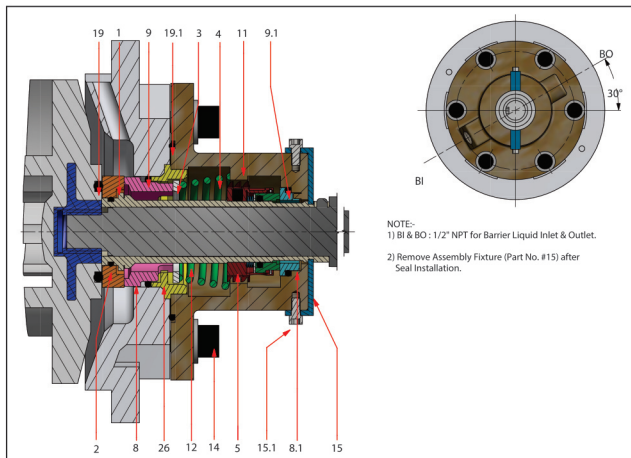 19 1 9 19.1 3 4 11 9.1
BO
30°
BI
NOTE:-
1) BI & BO : 1/2" NPT for Barrier Liquid Inlet & Outlet.
2) Remove Assembly Fixture (Part No. #15) after
Seal Installation.
2 8 26 12 14 5 15.1 8.1 15